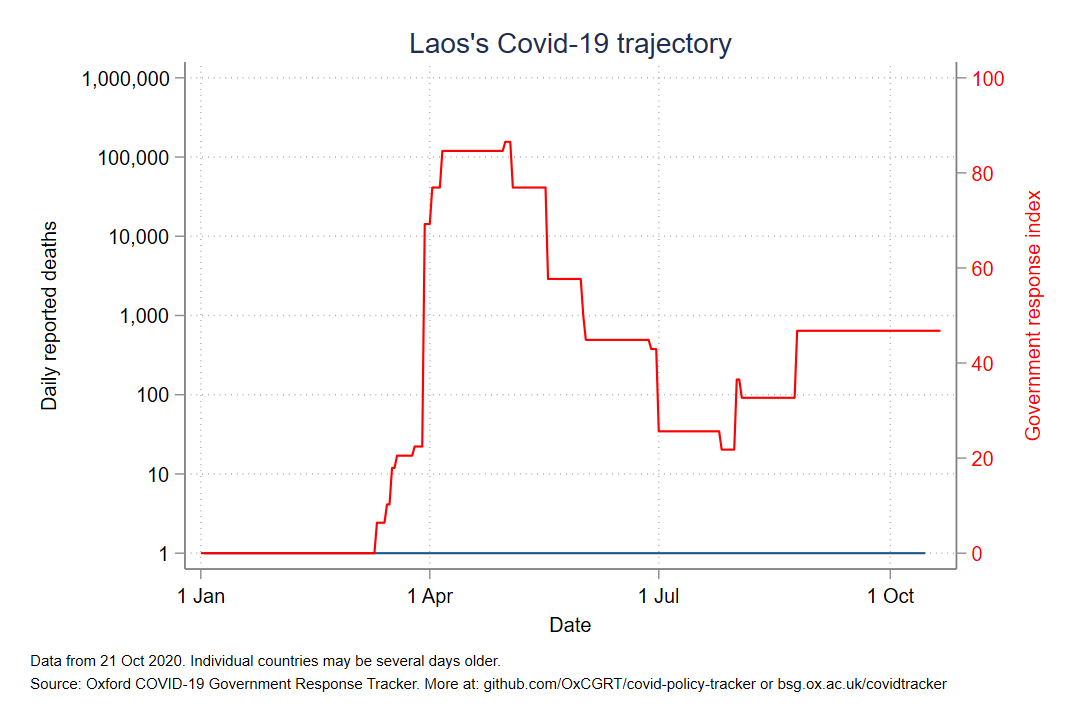 Laos's Covid-19 trajectory
1,000,000
100,000
10,000
1,000
100
10
1
Daily reported deaths
100
80
60
40
20
0
Government response index
1 Jan
1 Apr
1 Jul
1 Oct
Date
Data from 21 Oct 2020. Individual countries may be several days older.
Source: Oxford COVID-19 Government Response Tracker. More at: github.com/OxCGRT/covid-policy-tracker or bsg.ox.ac.uk/covidtracker